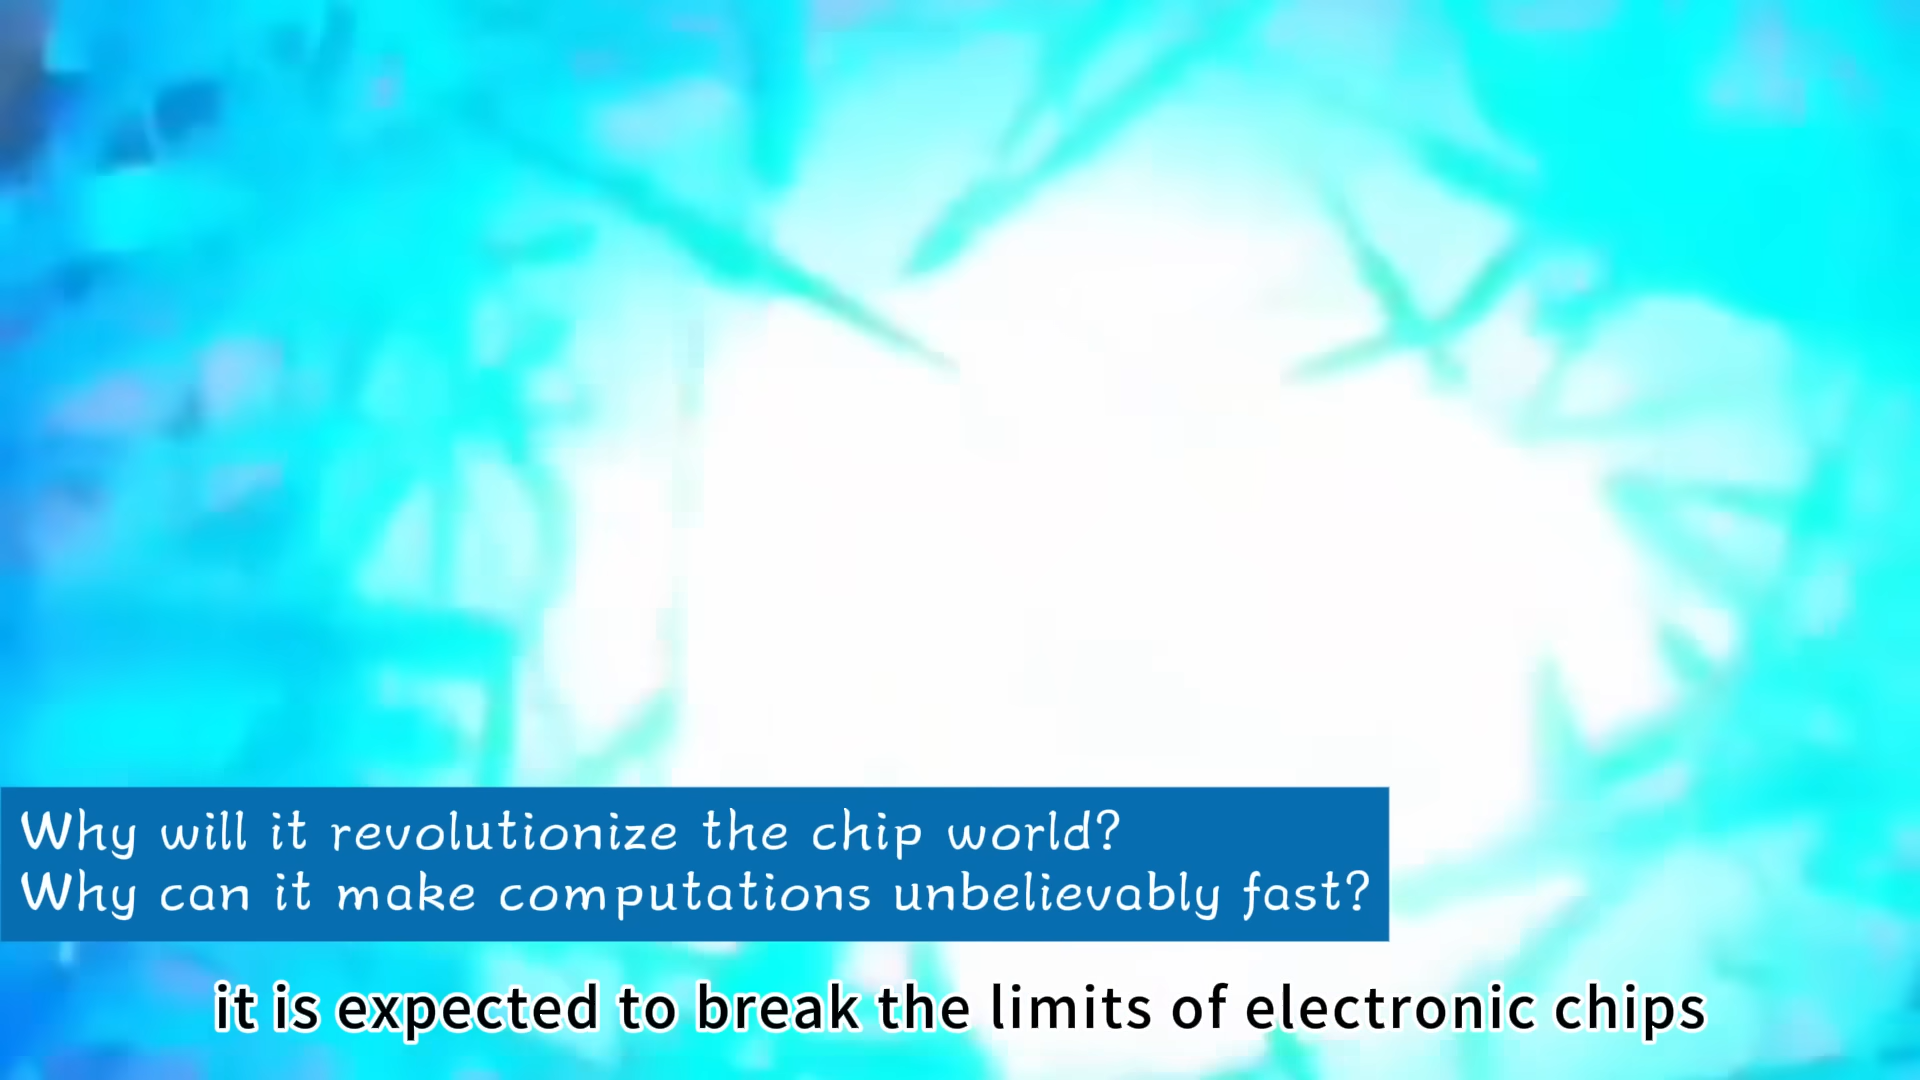 Why will it revolutionize the chip world?
Why can it make computations unbelievably fast?
it is expected to break the limits of electronic chips